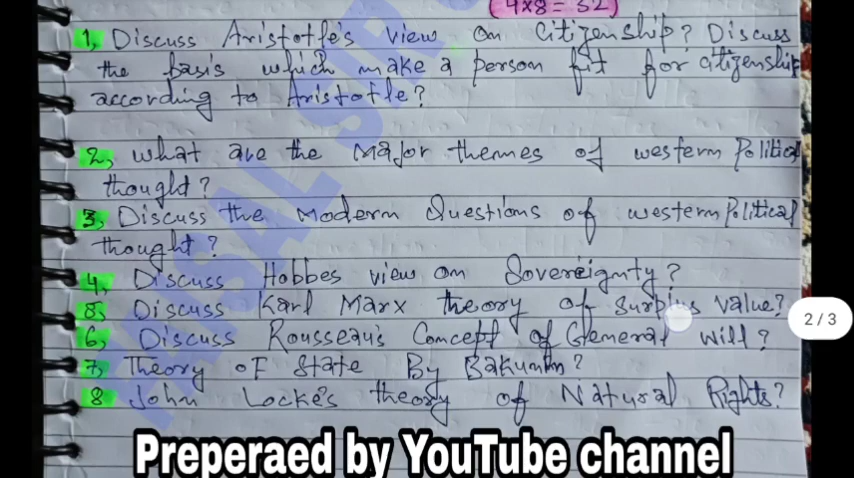 (4x8 = 32)
1, Discuss Aristotle's view on Citizenship? Discuss
the basis which make a person fit for citizenship
according to Aristotle?
2, what are the Major themes of western Political
thought?
3, Discuss the Modern Questions of western Political
thought?
4, Discuss Hobbes view on Sovereignty?
5, Discuss Karl Marx theory of Surplus value?
6, Discuss Rousseau's Concept of General will?
7, Theory OF State By Bakunin?
8 John Locke's theory of Natural Rights?
2 / 3
Preperaed by YouTube channel